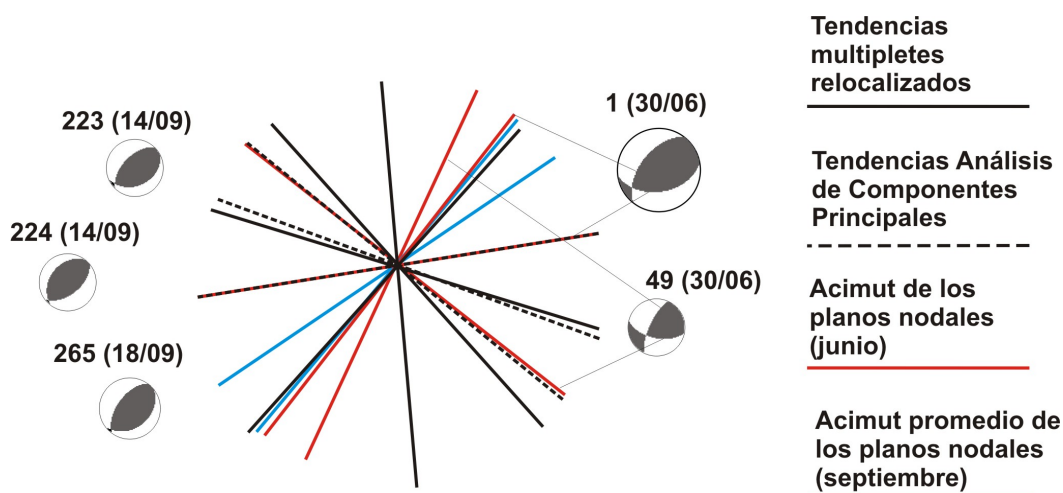 223 (14/09)
224 (14/09)
265 (18/09)
1 (30/06)
49 (30/06)
Tendencias
multipletes
relocalizados
Tendencias Análisis
de Componentes
Principales
Acimut de los
planos nodales
(junio)
Acimut promedio de
los planos nodales
(septiembre)